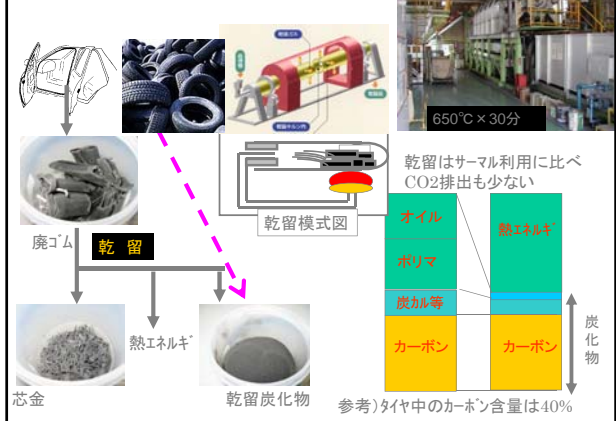 650℃×30分
乾留模式図
乾留はサーマル利用に比べ
CO2排出も少ない
廃ゴム
乾 留
熱エネルギ
芯金
乾留炭化物
オイル
ポリマ
炭カル等
カーボン
熱エネルギ
カーボン
炭化物
参考)タイヤ中のカーボン含量は40%